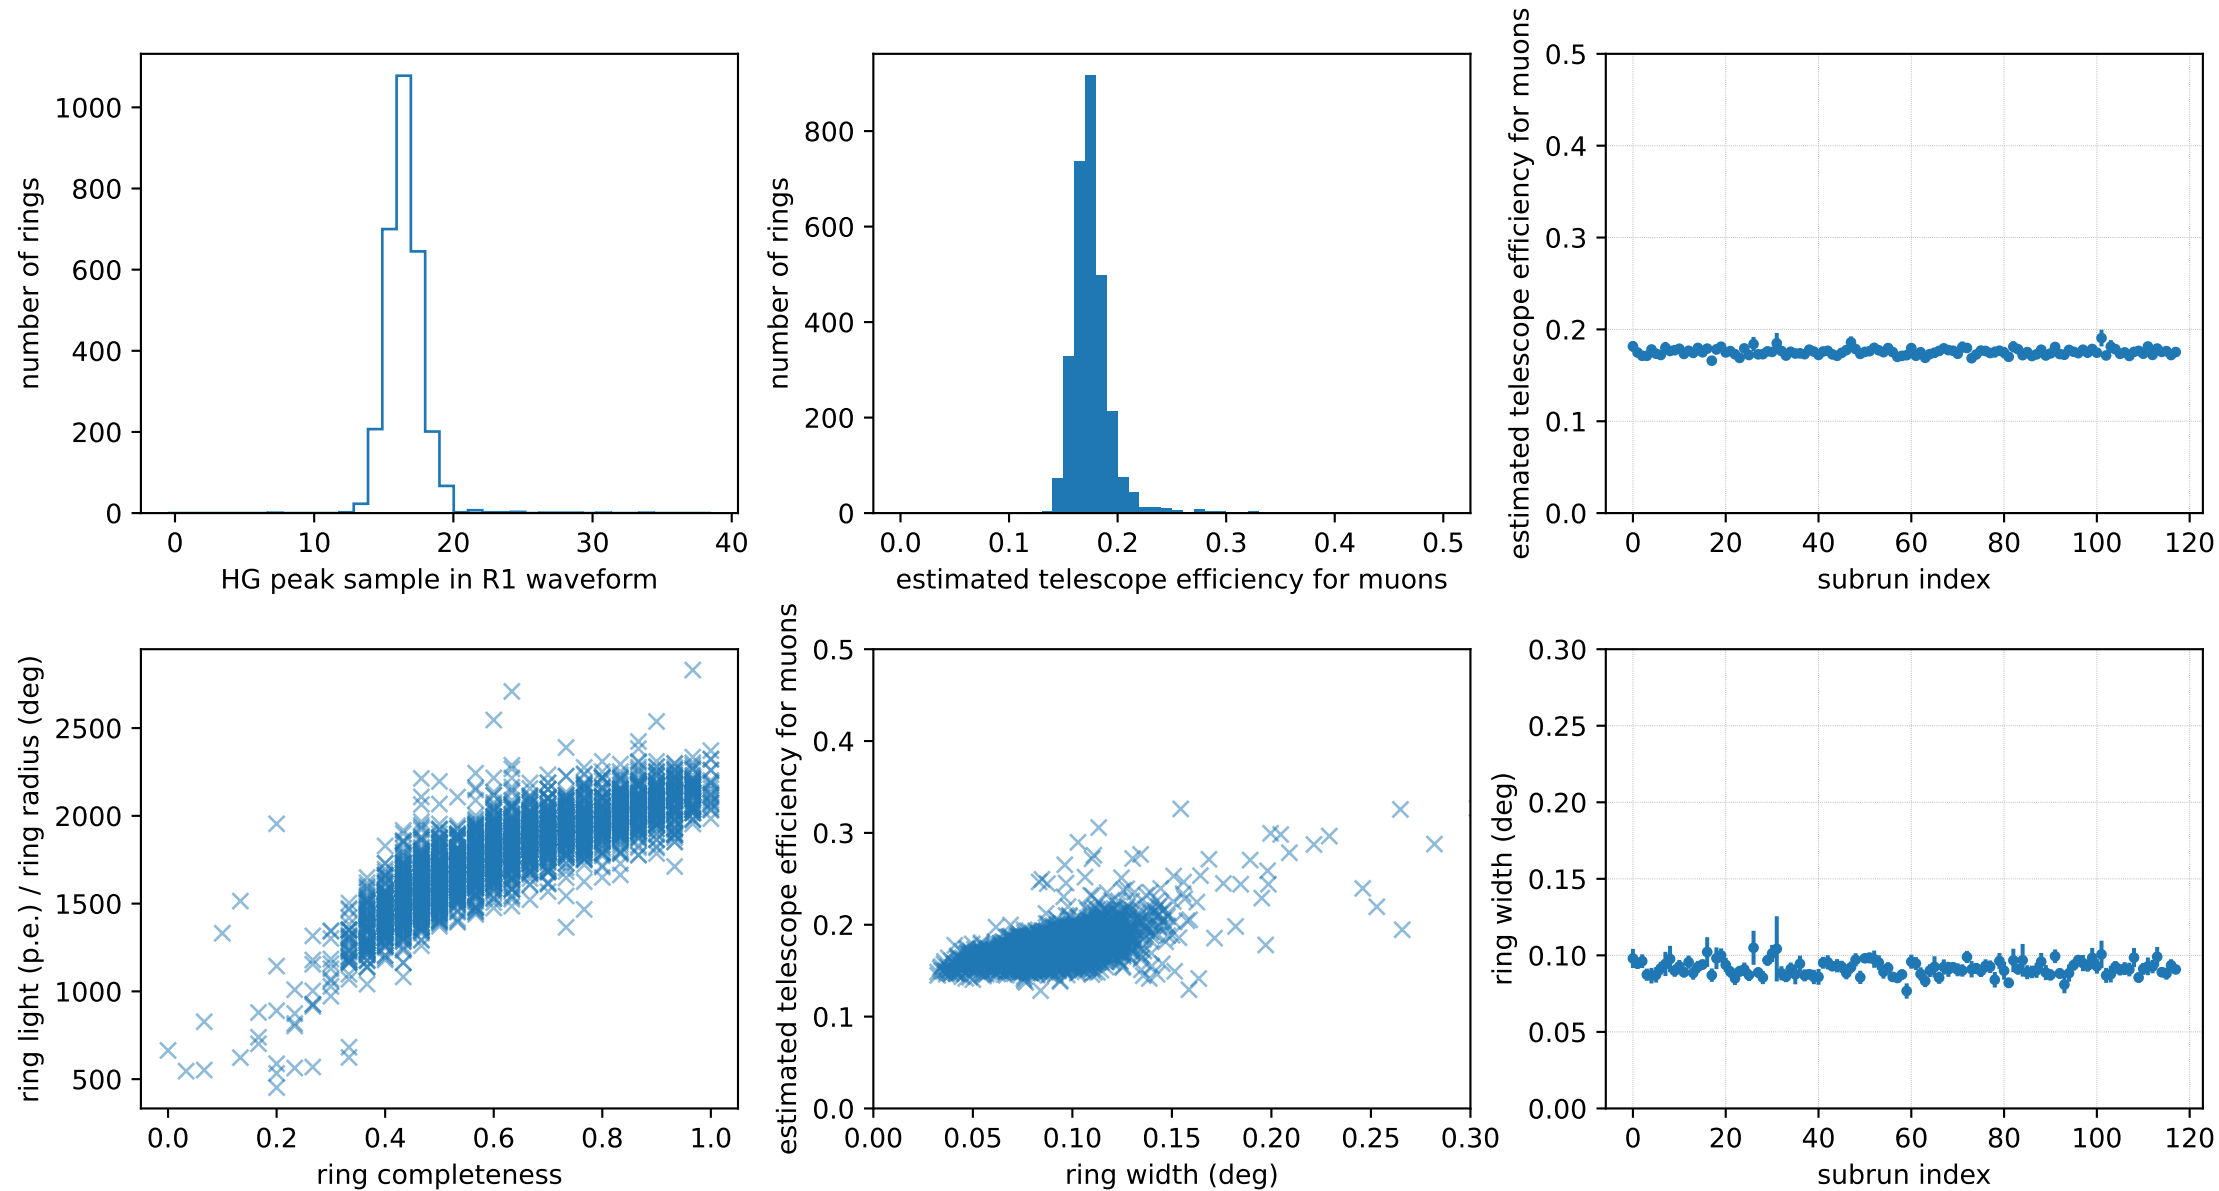 number of rings
1000
800
600
400
200
0
0 10 20 30 40
HG peak sample in R1 waveform
number of rings
800
600
400
200
0
0.0 0.1 0.2 0.3 0.4 0.5
estimated telescope efficiency for muons
estimated telescope efficiency for muons
0.5
0.4
0.3
0.2
0.1
0.0
0 20 40 60 80 100 120
subrun index
ring light (p.e.) / ring radius (deg)
2500
2000
1500
1000
500
0.0 0.2 0.4 0.6 0.8 1.0
ring completeness
estimated telescope efficiency for muons
0.5
0.4
0.3
0.2
0.1
0.0
0.00 0.05 0.10 0.15 0.20 0.25 0.30
ring width (deg)
ring width (deg)
0.30
0.25
0.20
0.15
0.10
0.05
0.00
0 20 40 60 80 100 120
subrun index